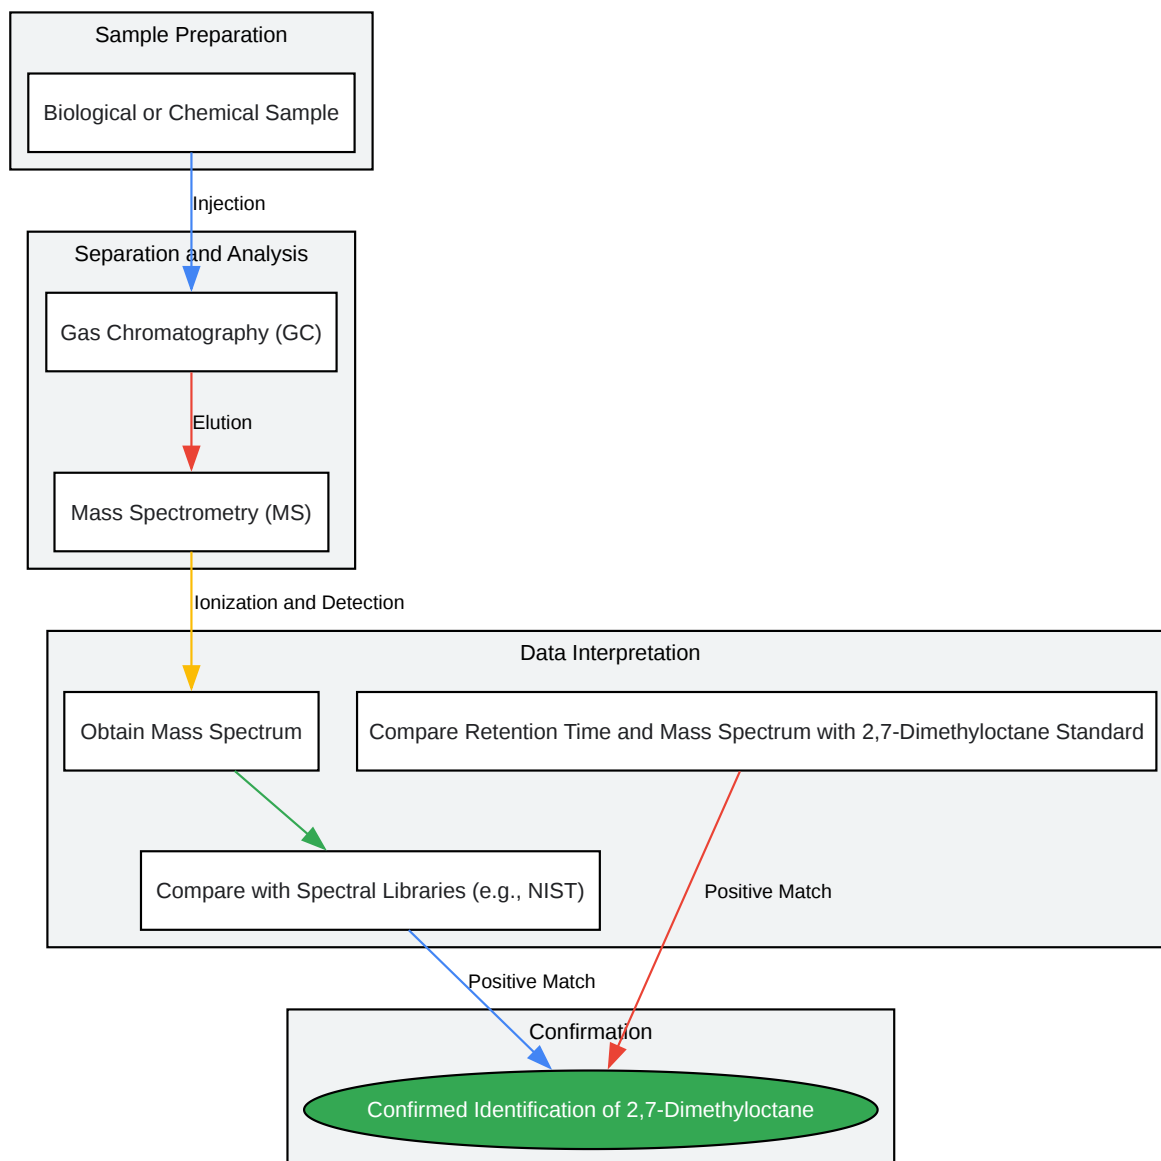 Sample Preparation
Biological or Chemical Sample
Injection
Separation and Analysis
Gas Chromatography (GC)
Elution
Mass Spectrometry (MS)
Ionization and Detection
Data Interpretation
Obtain Mass Spectrum
Compare Retention Time and Mass Spectrum with 2,7-Dimethyloctane Standard
Compare with Spectral Libraries (e.g., NIST)
Positive Match
Positive Match
Confirmation
Confirmed Identification of 2,7-Dimethyloctane